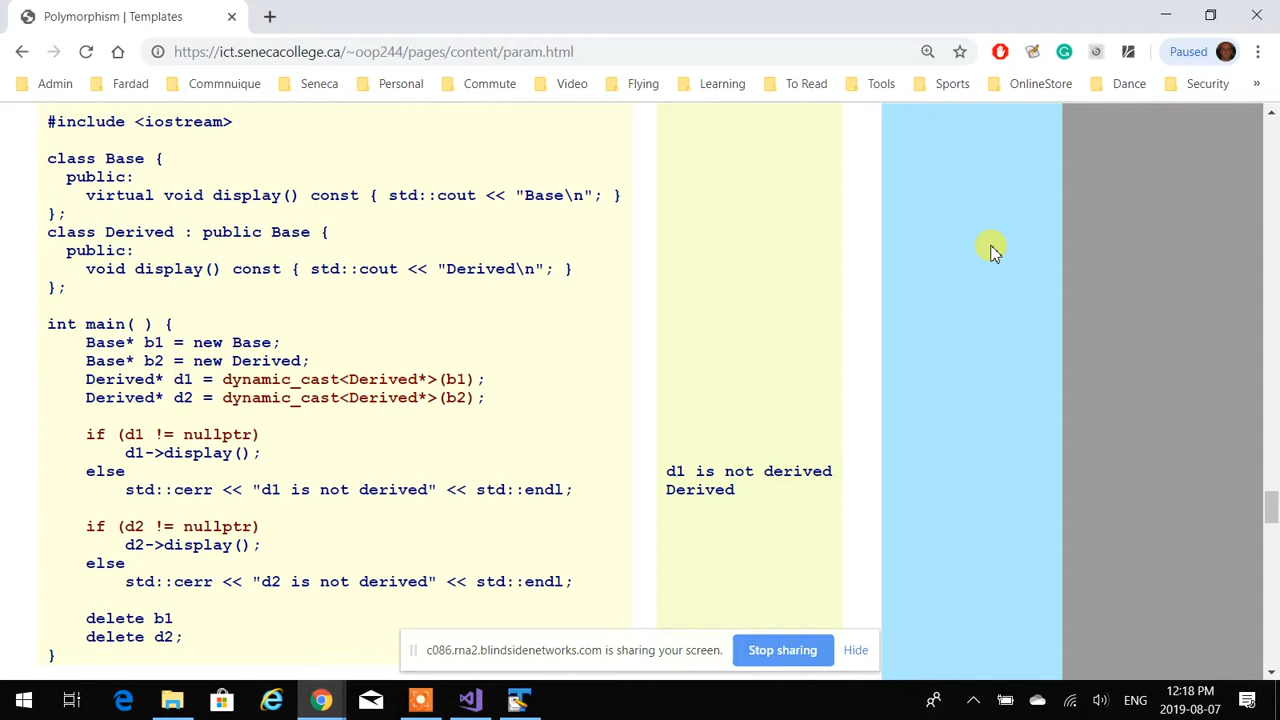 Polymorphism | Templates
https://ict.senecacollege.ca/~oop244/pages/content/param.html
Paused
Admin Fardad Commnuique Seneca Personal Commute Video Flying Learning To Read Tools Sports OnlineStore Dance Security »
#include <iostream>
class Base {
public:
virtual void display() const { std::cout << "Base\n"; }
};
class Derived : public Base {
public:
void display() const { std::cout << "Derived\n"; }
};
int main( ) {
Base* b1 = new Base;
Base* b2 = new Derived;
Derived* d1 = dynamic_cast<Derived*>(b1);
Derived* d2 = dynamic_cast<Derived*>(b2);
if (d1 != nullptr)
d1->display();
else
std::cerr << "d1 is not derived" << std::endl;
if (d2 != nullptr)
d2->display();
else
std::cerr << "d2 is not derived" << std::endl;
delete b1
delete d2;
}
d1 is not derived
Derived
c086.rna2.blindsidenetworks.com is sharing your screen.
Stop sharing
Hide
ENG
12:18 PM
2019-08-07